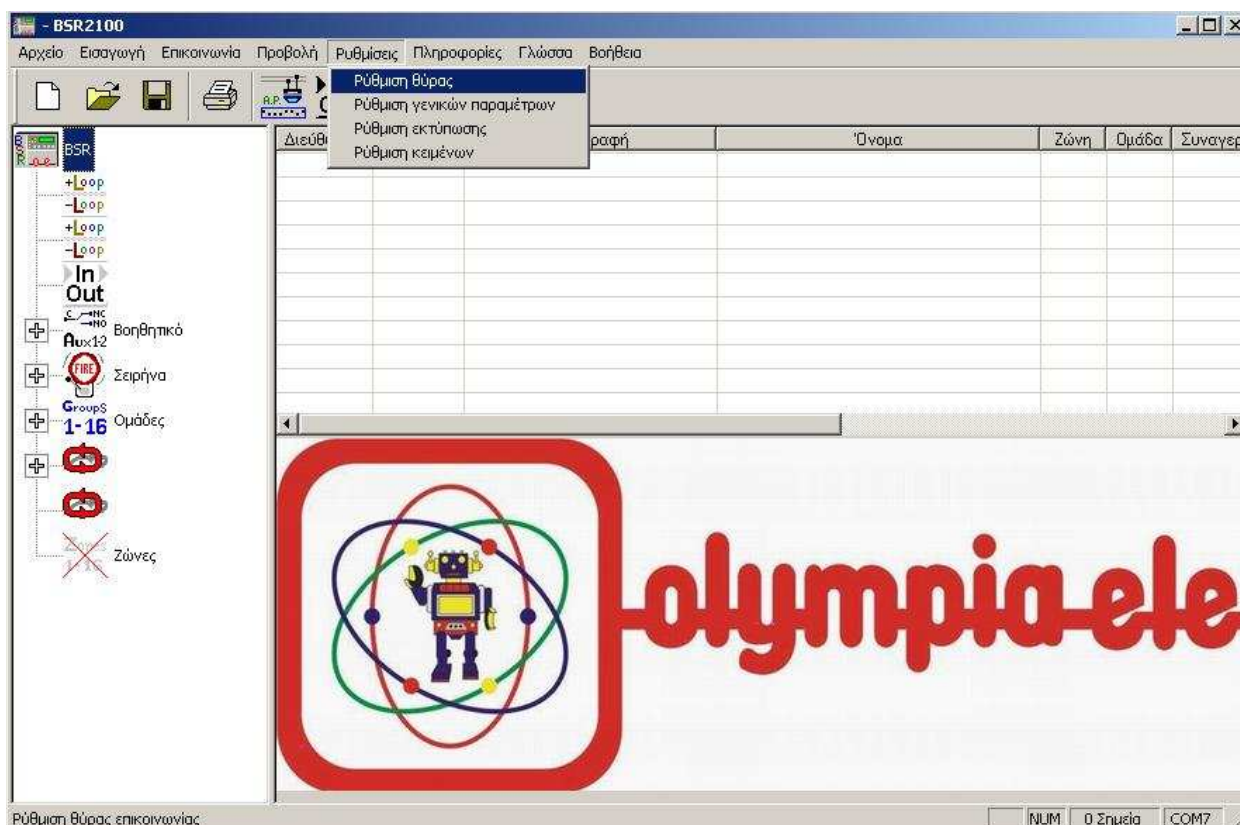 - BSR2100
Αρχείο Εισαγωγή Επικοινωνία Προβολή Ρυθμίσεις Πληροφορίες Γλώσσα Βοήθεια
Ρύθμιση θύρας
Ρύθμιση γενικών παραμέτρων
Ρύθμιση εκτύπωσης
Ρύθμιση κειμένων
A.P.
Όνομα Ζώνη Ομάδα
BSR
+Loop
-Loop
+Loop
-Loop
In
Out
C NC
NO
Aux1-2 Βοηθητικό
FIRE Σειρήνα
GroupS
1-16 Ομάδες
Ζώνες
olympia ele
Ρύθμιση θύρας επικοινωνίας NUM 0 Σημεία COM7